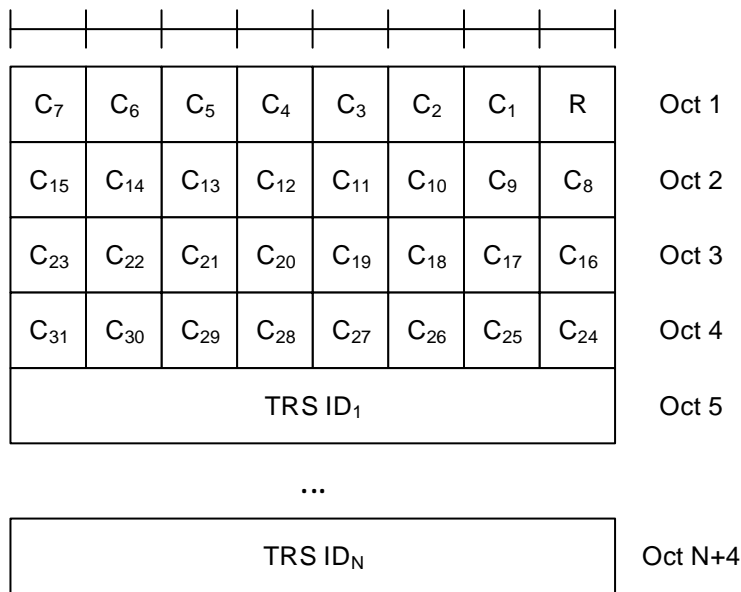 C₇ C₆ C₅ C₄ C₃ C₂ C₁ R Oct 1
C₁₅ C₁₄ C₁₃ C₁₂ C₁₁ C₁₀ C₉ C₈ Oct 2
C₂₃ C₂₂ C₂₁ C₂₀ C₁₉ C₁₈ C₁₇ C₁₆ Oct 3
C₃₁ C₃₀ C₂₉ C₂₈ C₂₇ C₂₆ C₂₅ C₂₄ Oct 4
TRS ID₁ Oct 5
...
TRS ID_N Oct N+4